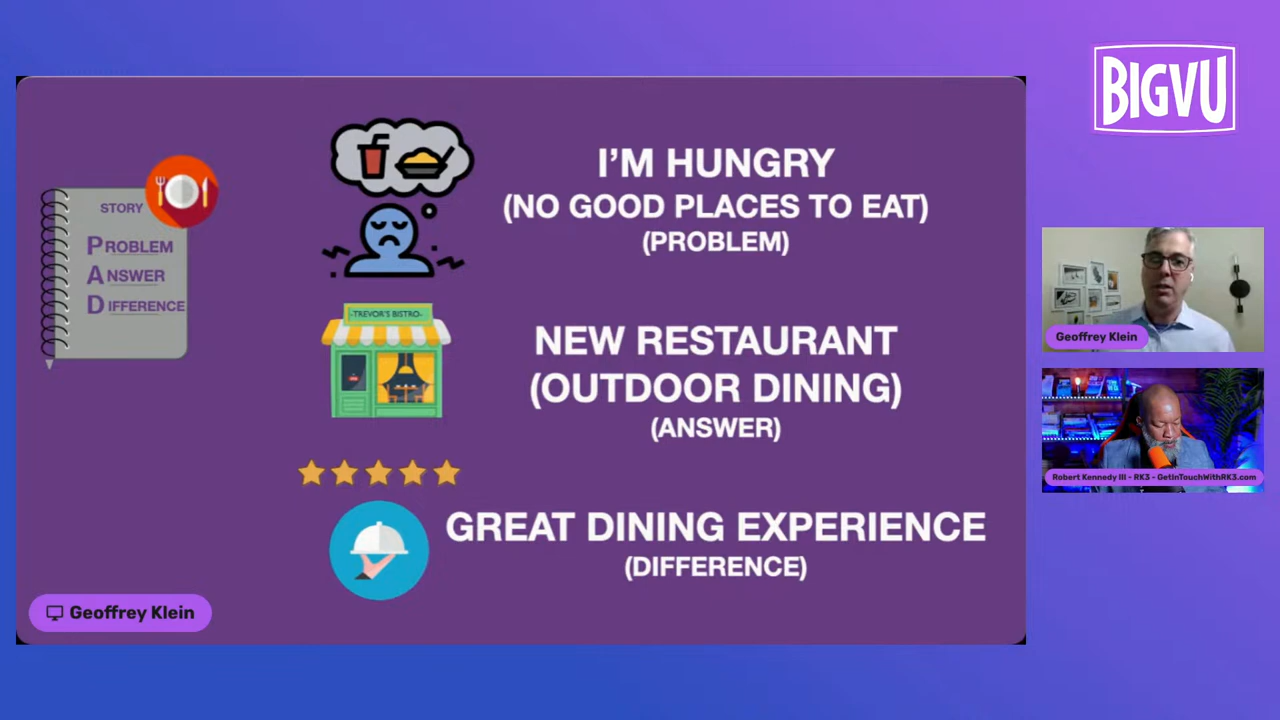 BIGVU
STORY
PROBLEM
ANSWER
DIFFERENCE
I'M HUNGRY
(NO GOOD PLACES TO EAT)
(PROBLEM)
-TREVOR'S BISTRO-
NEW RESTAURANT
(OUTDOOR DINING)
(ANSWER)
GREAT DINING EXPERIENCE
(DIFFERENCE)
Geoffrey Klein
Geoffrey Klein
Robert Kennedy III - RK3 - GetInTouchWithRK3.com